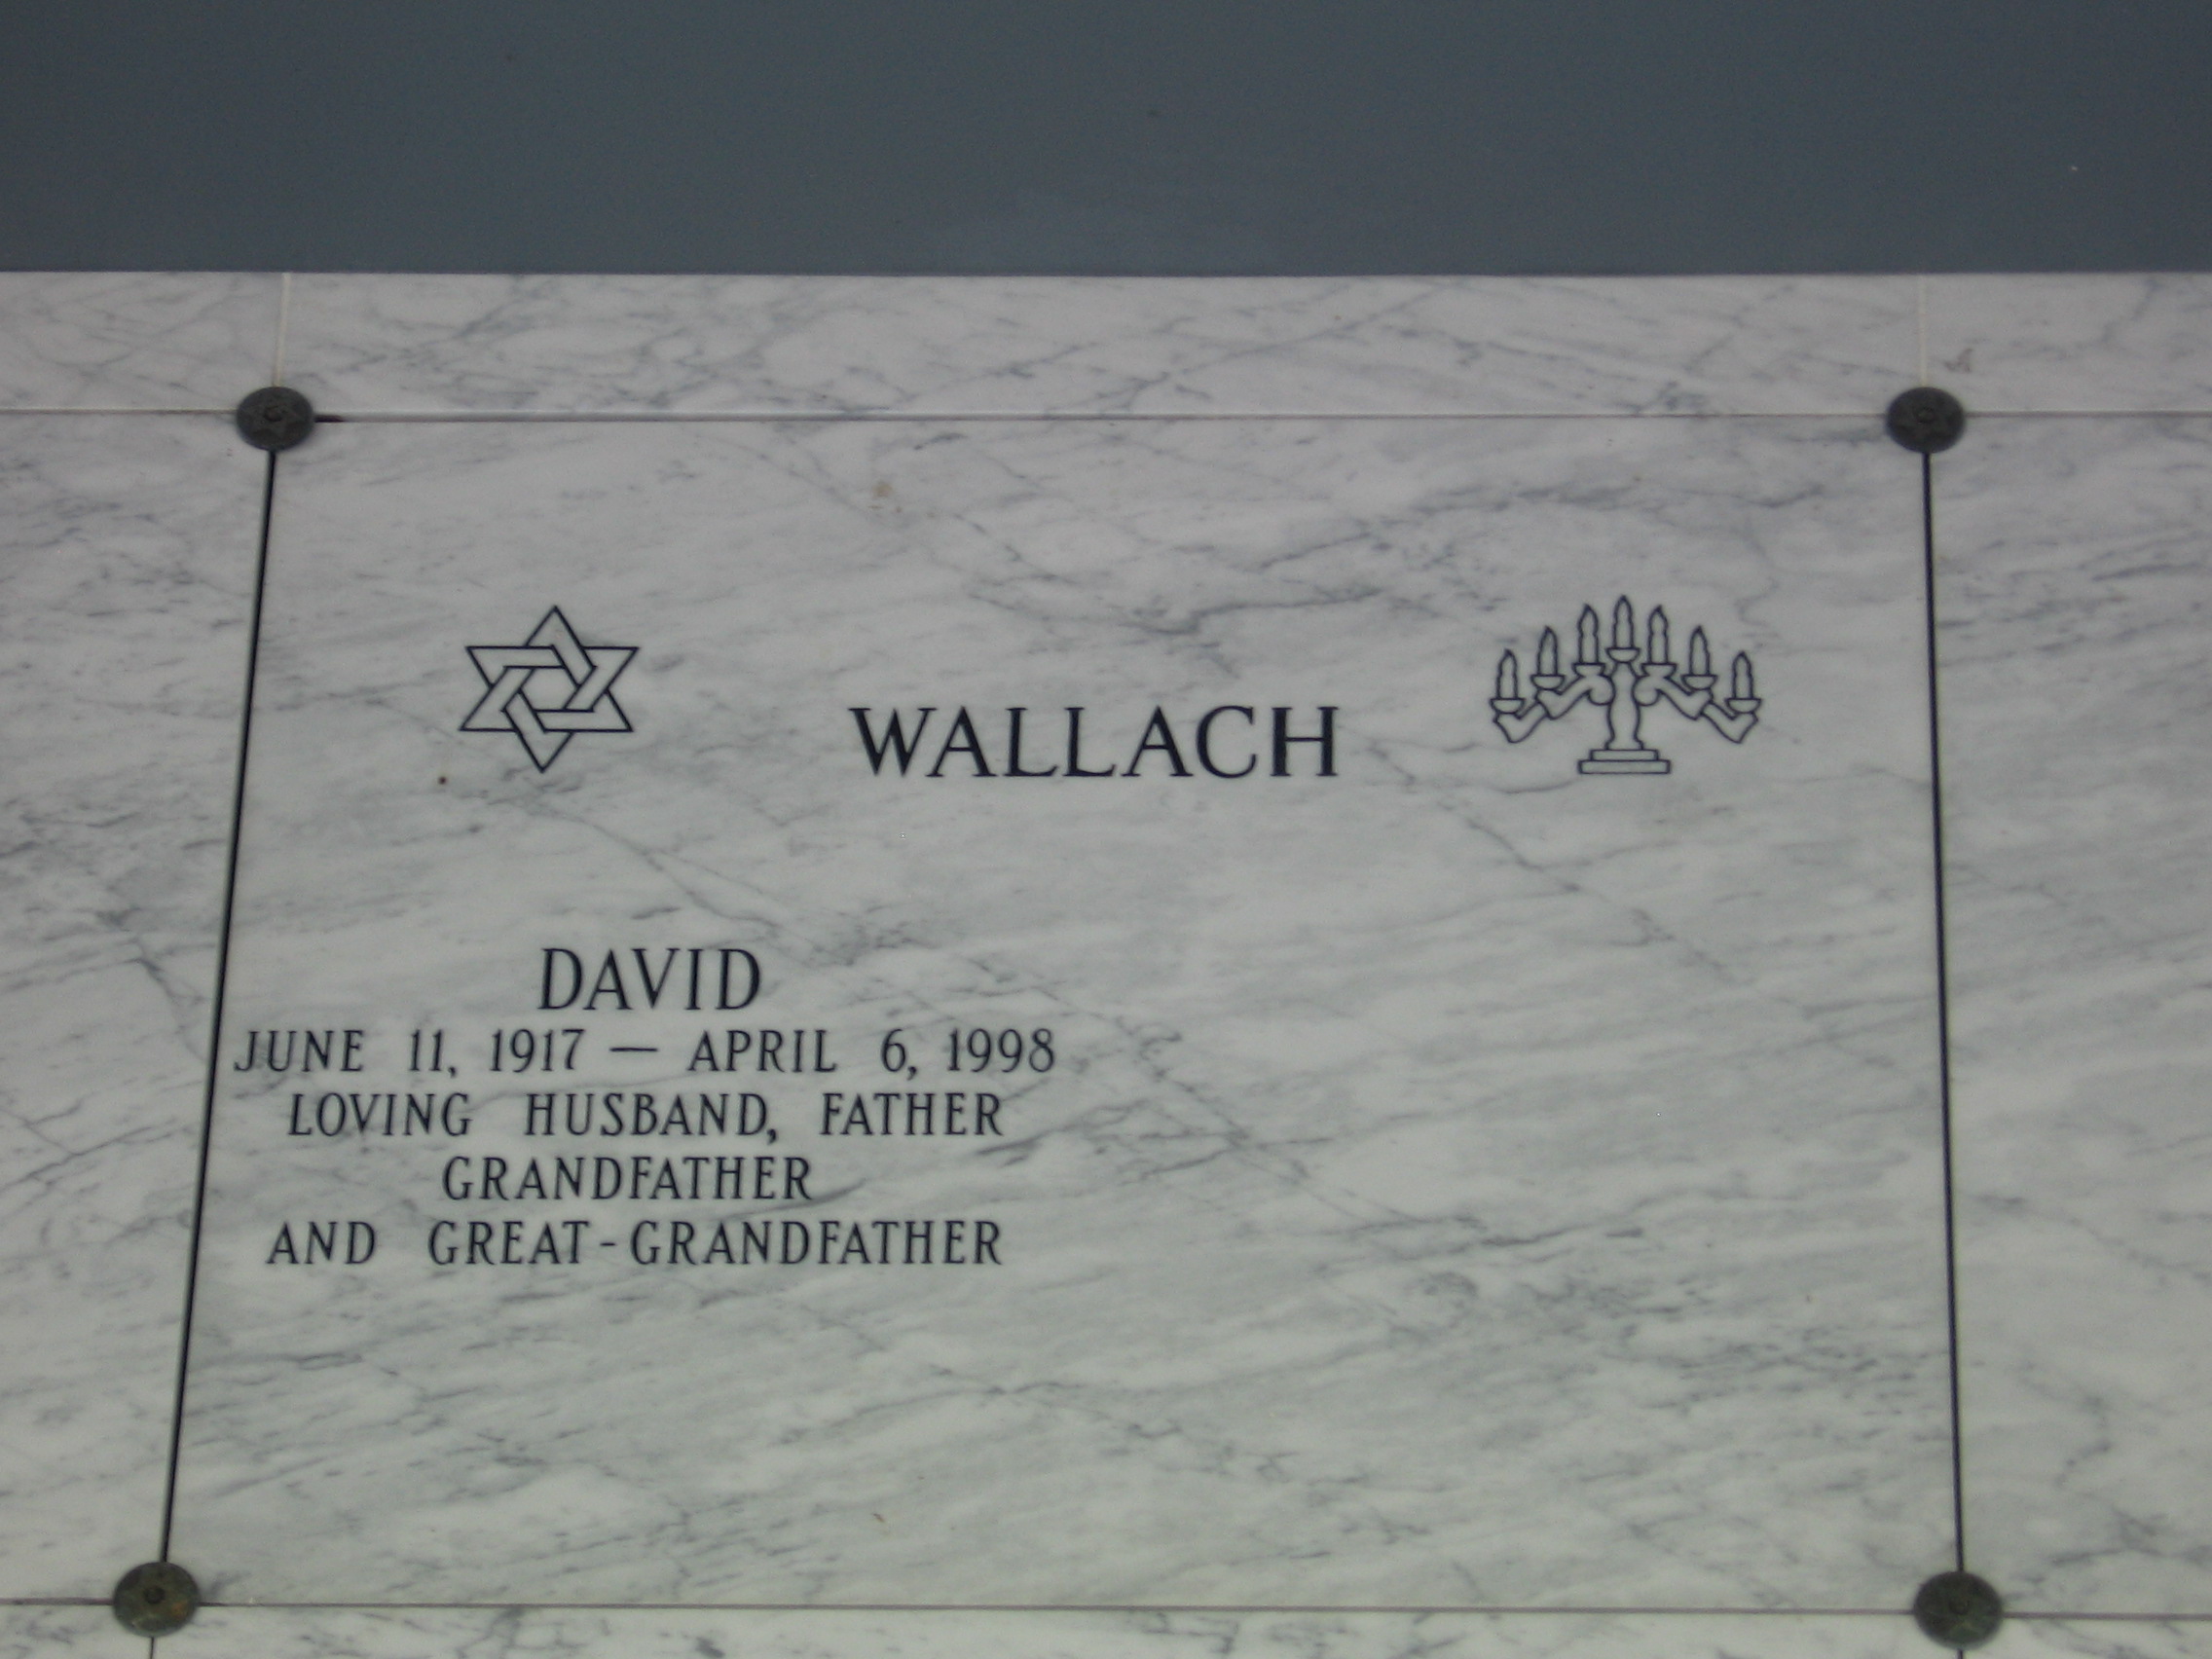 WALLACH
DAVID
JUNE 11, 1917 — APRIL 6, 1998
LOVING HUSBAND, FATHER
GRANDFATHER
AND GREAT-GRANDFATHER